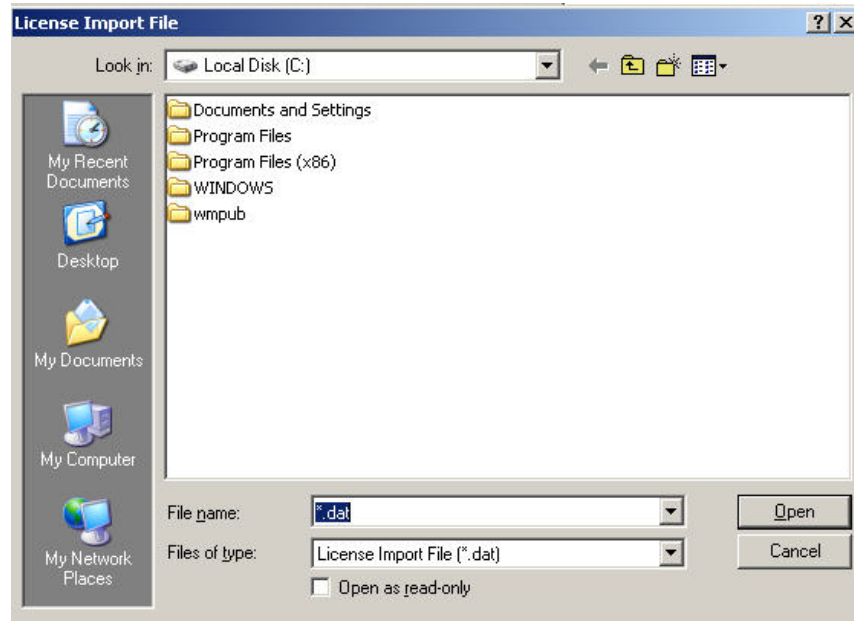 License Import File
Look in: Local Disk (C:)
My Recent
Documents
Desktop
My Documents
My Computer
My Network
Places
Documents and Settings
Program Files
Program Files (x86)
WINDOWS
wmpub
File name: *.dat Open
Files of type: License Import File (*.dat) Cancel
Open as read-only